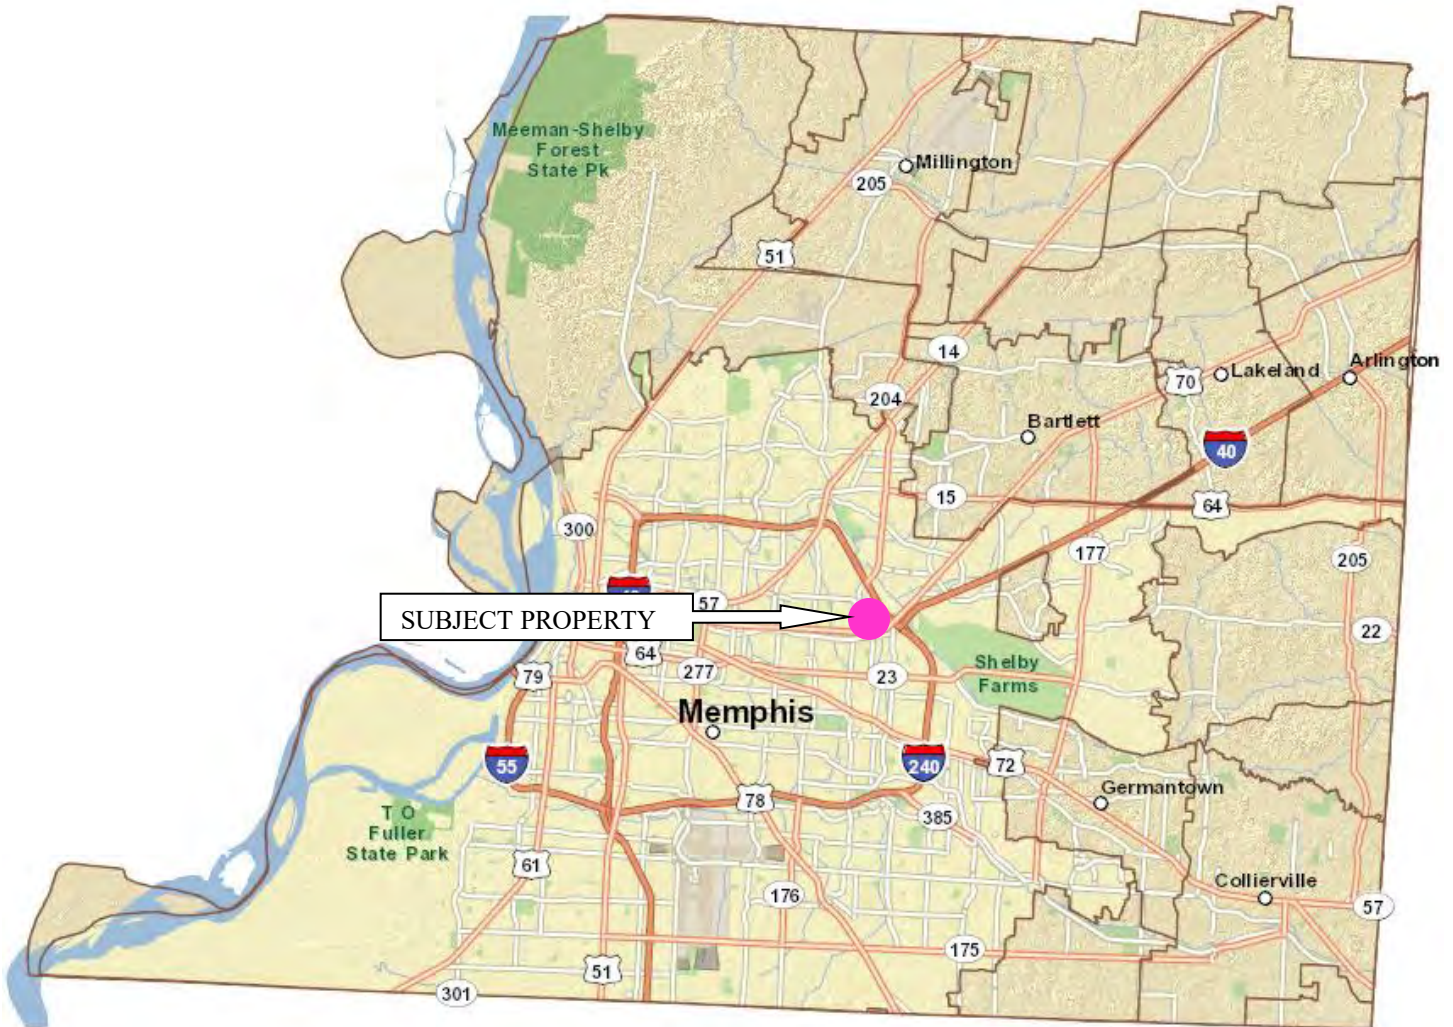 Meeman-Shelby
Forest
State Pk
Millington
205
51
14
204
70
Lakeland
Arlington
Bartlett
40
15
64
300
177
205
57
SUBJECT PROPERTY
22
64
277
23
Shelby
Farms
79
Memphis
55
240
72
78
Germantown
385
T O
Fuller
State Park
61
176
Collierville
57
175
51
301